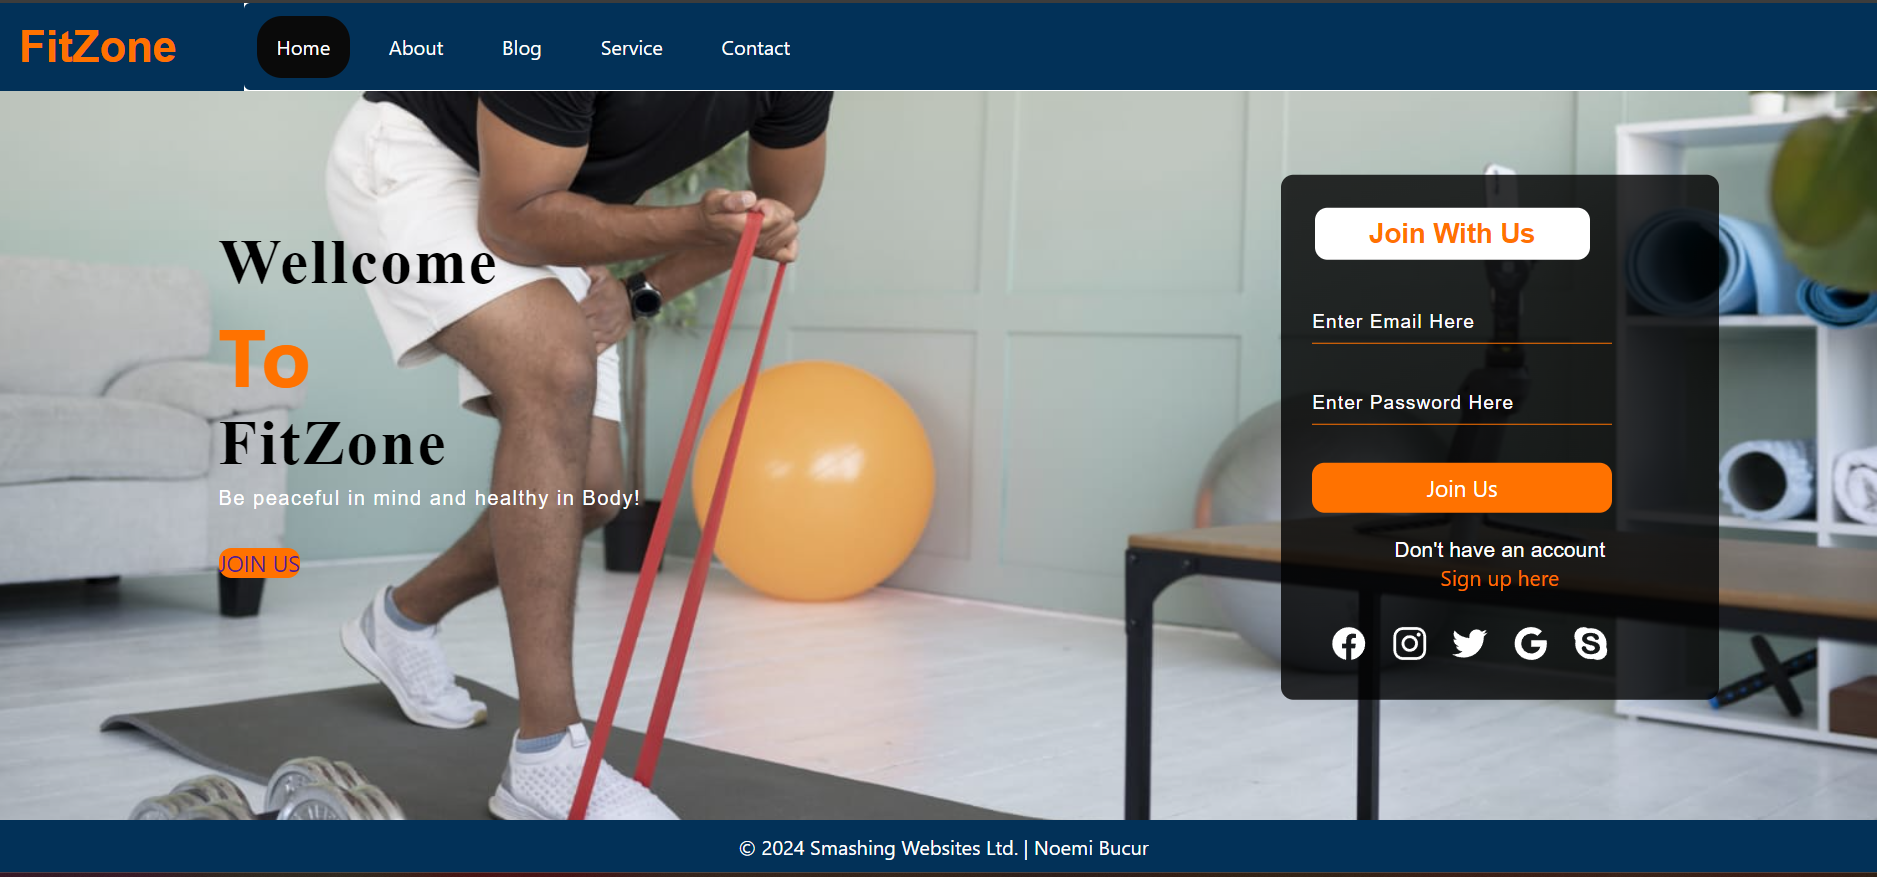 FitZone
Home About Blog Service Contact
Wellcome
To
FitZone
Be peaceful in mind and healthy in Body!
JOIN US
Join With Us
Enter Email Here
Enter Password Here
Join Us
Don't have an account
Sign up here
© 2024 Smashing Websites Ltd. | Noemi Bucur